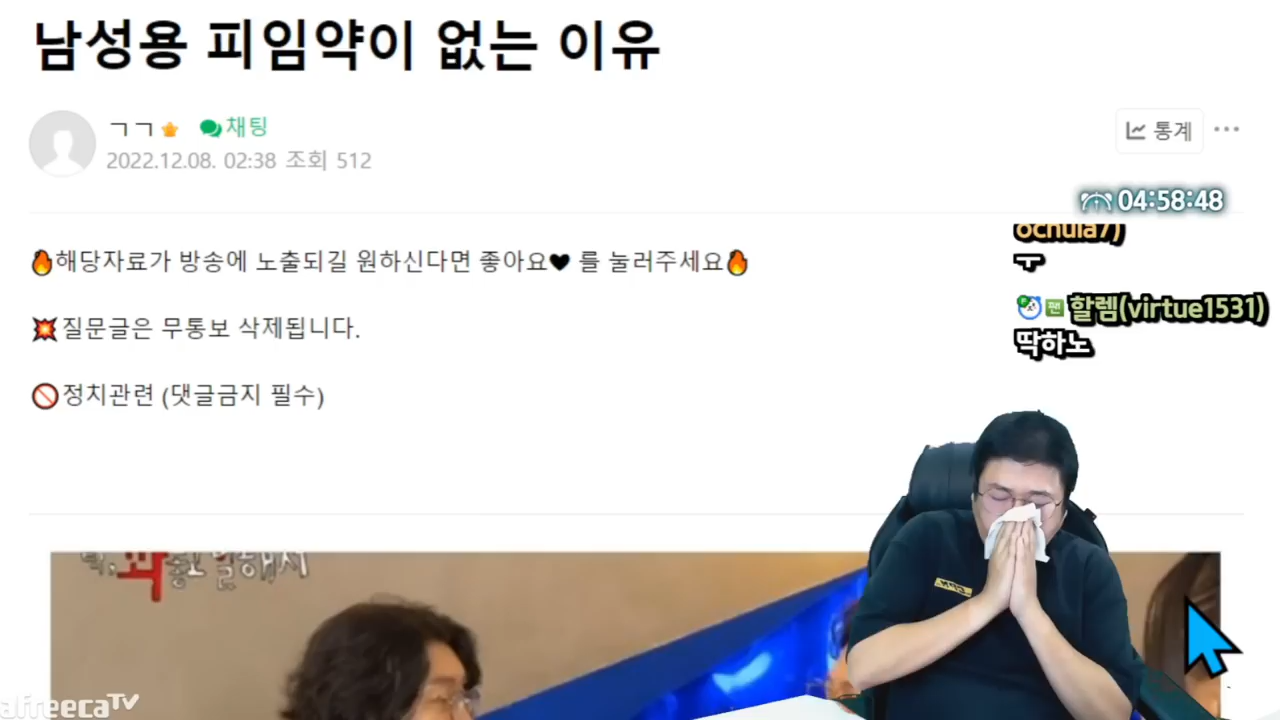 남성용 피임약이 없는 이유
ㄱㄱ 채팅
2022.12.08. 02:38 조회 512
통계
04:58:48
해당자료가 방송에 노출되길 원하신다면 좋아요🖤 를 눌러주세요
ochula7)
ㅜ
질문글은 무통보 삭제됩니다.
팬 할렘(virtue1531)
딱하노
정치관련 (댓글금지 필수)
afreecaTV